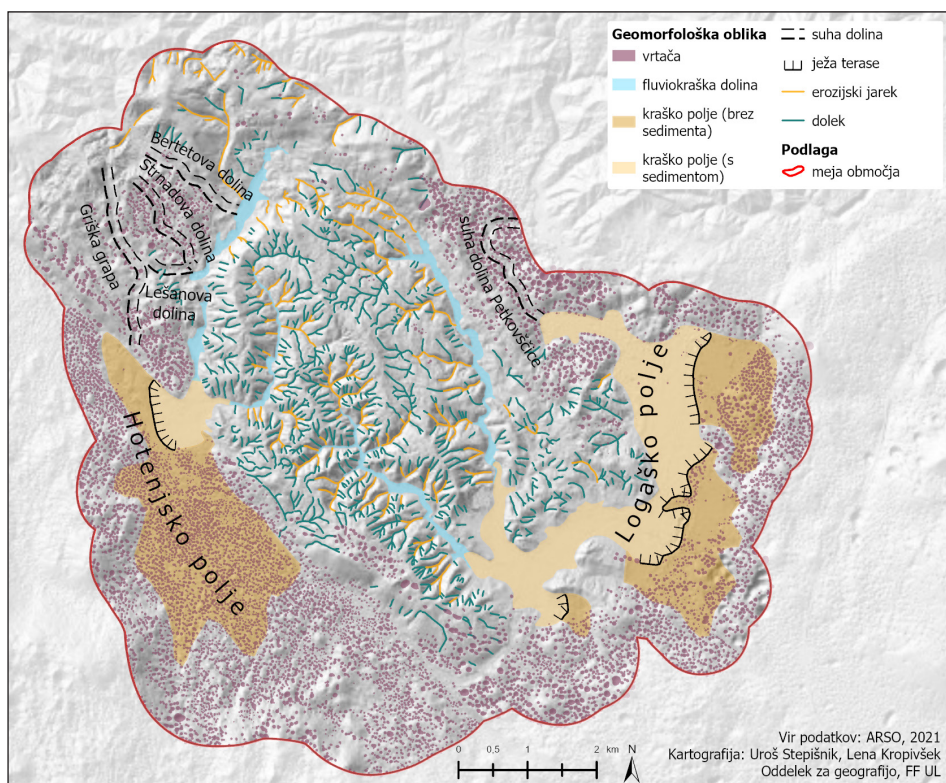 Geomorfološka oblika
vrtača
fluviokraška dolina
kraško polje (brez
sedimenta)
kraško polje (s
sedimentom)
suha dolina
ježa terase
erozijski jarek
dolek
Podlaga
meja območja
Bertetova dolina
Strnadova dolina
Griška grapa
Lešanova
dolina
suha dolina Petkovščice
Hotenjsko polje
Logaško polje
0 0,5 1 2 km
N
Vir podatkov: ARSO, 2021
Kartografija: Uroš Stepišnik, Lena Kropivšek
Oddelek za geografijo, FF UL